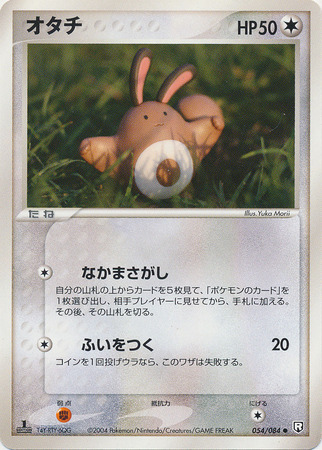 オタチ HP50
Illus.Yuka Morii
たね
なかまさがし
自分の山札の上からカードを5枚見て、「ポケモンのカード」を
1枚選び出し、相手プレイヤーに見せてから、手札に加える。
その後、その山札を切る。
ふいをつく 20
コインを1回投げウラなら、このワザは失敗する。
弱点 抵抗力 にげる
1 EDITION T4Y-RTY-6QG ©2004 Pokémon/Nintendo/Creatures/GAME FREAK 054/084 ● R